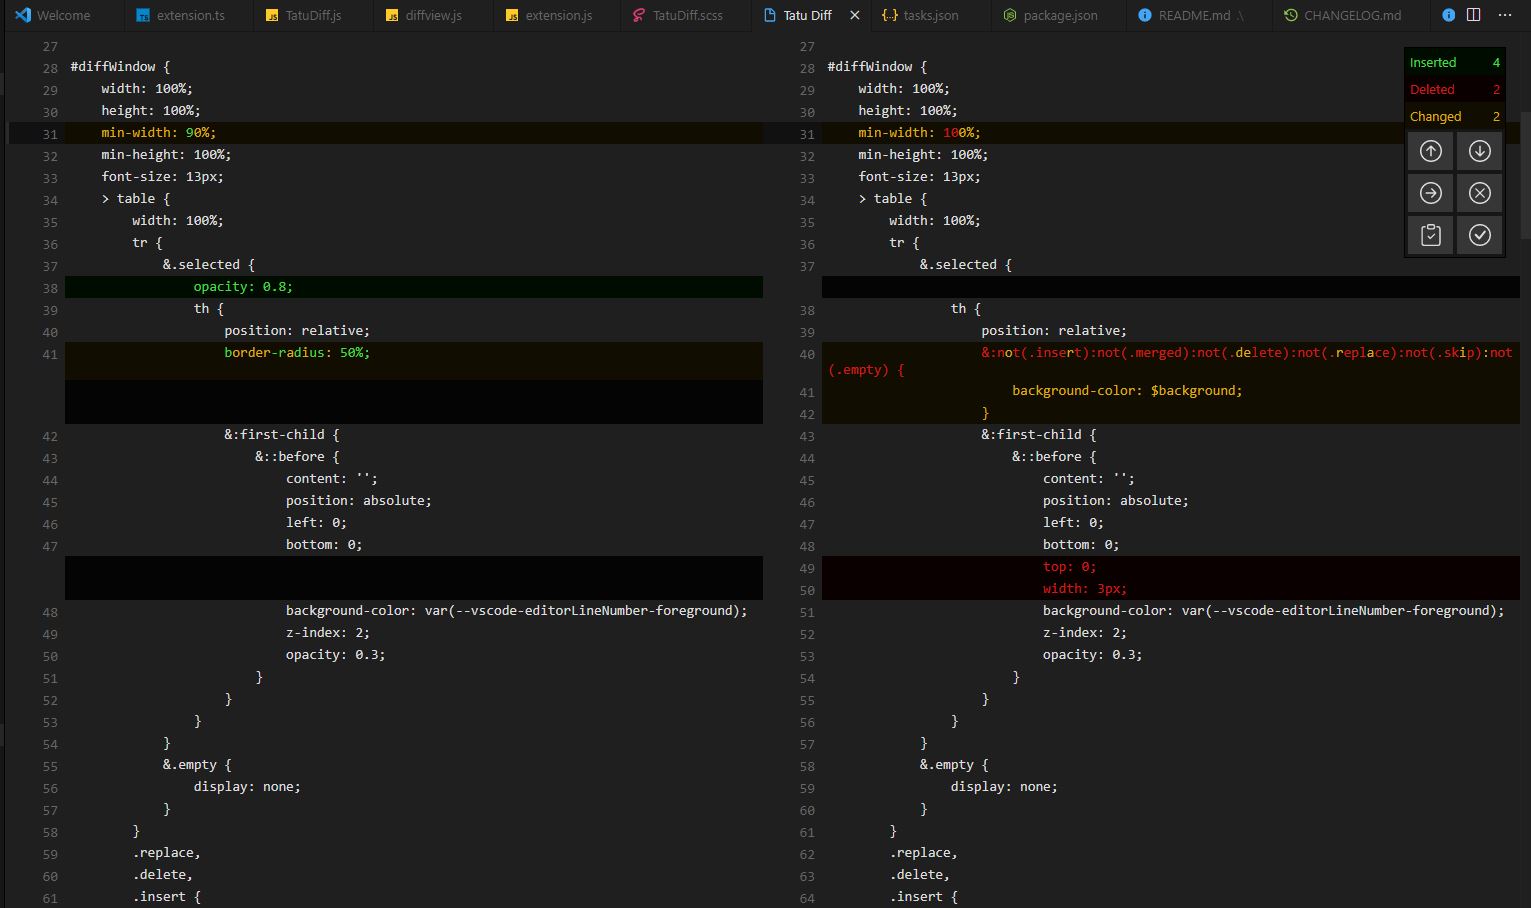 Welcome
extension.ts
TatuDiff.js
diffview.js
extension.js
TatuDiff.scss
Tatu Diff
tasks.json
package.json
README.md .\
CHANGELOG.md
27
28 #diffWindow {
29 width: 100%;
30 height: 100%;
31 min-width: 90%;
32 min-height: 100%;
33 font-size: 13px;
34 > table {
35 width: 100%;
36 tr {
37 &.selected {
38 opacity: 0.8;
39 th {
40 position: relative;
41 border-radius: 50%;
42 &:first-child {
43 &::before {
44 content: '';
45 position: absolute;
46 left: 0;
47 bottom: 0;
48 background-color: var(--vscode-editorLineNumber-foreground);
49 z-index: 2;
50 opacity: 0.3;
51 }
52 }
53 }
54 }
55 &.empty {
56 display: none;
57 }
58 }
59 .replace,
60 .delete,
61 .insert {
27
28 #diffWindow {
29 width: 100%;
30 height: 100%;
31 min-width: 100%;
32 min-height: 100%;
33 font-size: 13px;
34 > table {
35 width: 100%;
36 tr {
37 &.selected {
38 th {
39 position: relative;
40 &:not(.insert):not(.merged):not(.delete):not(.replace):not(.skip):not
(.empty) {
41 background-color: $background;
42 }
43 &:first-child {
44 &::before {
45 content: '';
46 position: absolute;
47 left: 0;
48 bottom: 0;
49 top: 0;
50 width: 3px;
51 background-color: var(--vscode-editorLineNumber-foreground);
52 z-index: 2;
53 opacity: 0.3;
54 }
55 }
56 }
57 }
58 &.empty {
59 display: none;
60 }
61 }
62 .replace,
63 .delete,
64 .insert {
Inserted 4
Deleted 2
Changed 2